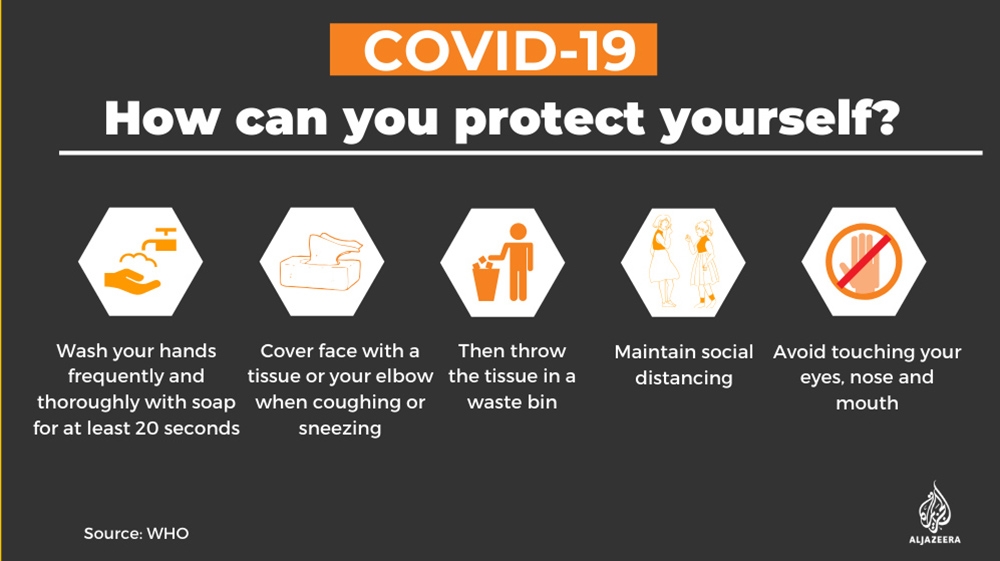 COVID-19
How can you protect yourself?
Wash your hands
frequently and
thoroughly with soap
for at least 20 seconds
Cover face with a
tissue or your elbow
when coughing or
sneezing
Then throw
the tissue in a
waste bin
Maintain social
distancing
Avoid touching your
eyes, nose and
mouth
Source: WHO
ALJAZEERA